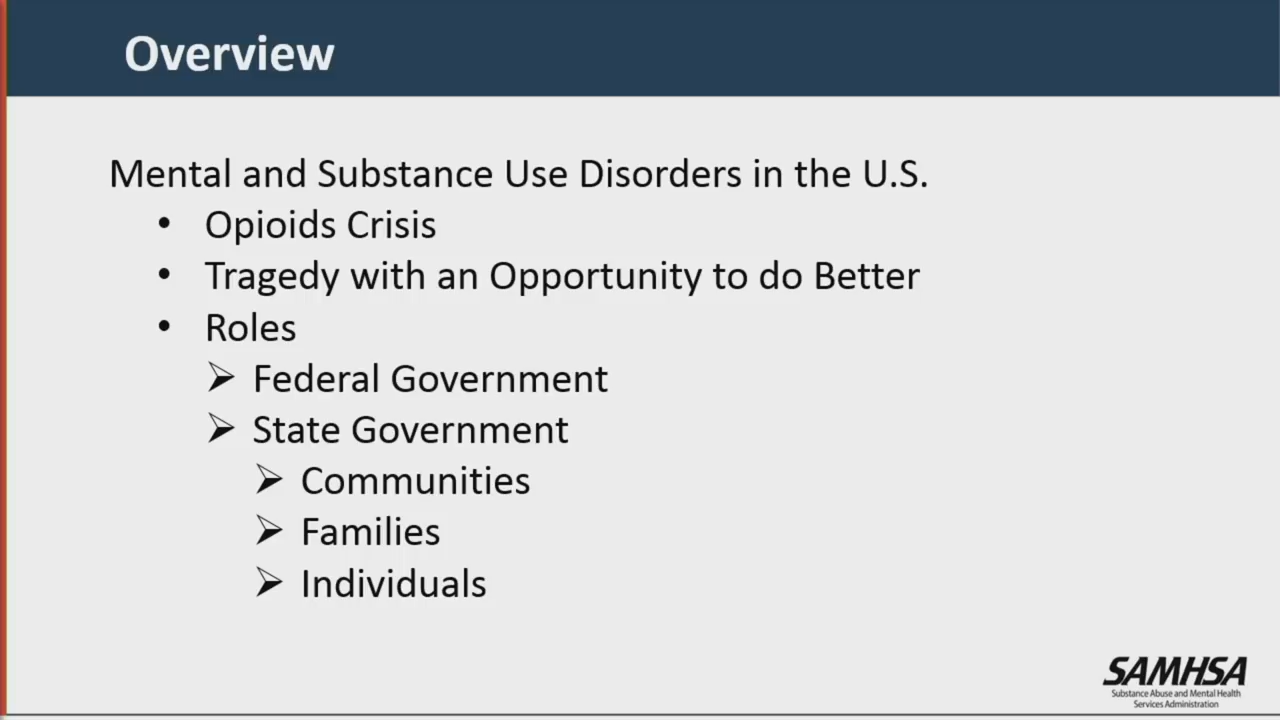 Overview
Mental and Substance Use Disorders in the U.S.
• Opioids Crisis
• Tragedy with an Opportunity to do Better
• Roles
➢ Federal Government
➢ State Government
➢ Communities
➢ Families
➢ Individuals
SAMHSA
Substance Abuse and Mental Health
Services Administration